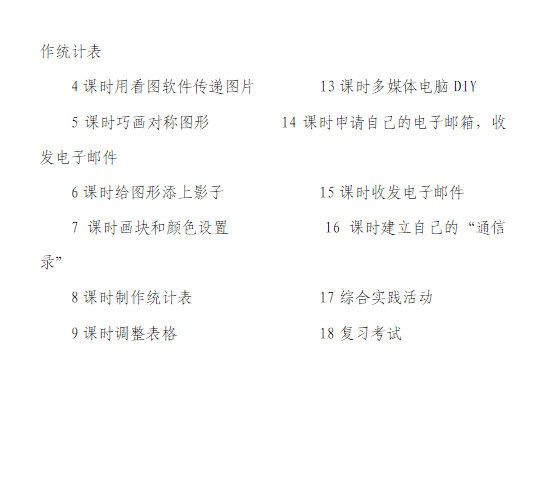 作统计表
4 课时用看图软件传递图片 13 课时多媒体电脑 DIY
5 课时巧画对称图形 14 课时申请自己的电子邮箱，收
发电子邮件
6 课时给图形添上影子 15 课时收发电子邮件
7 课时画块和颜色设置 16 课时建立自己的“通信
录”
8 课时制作统计表 17 综合实践活动
9 课时调整表格 18 复习考试